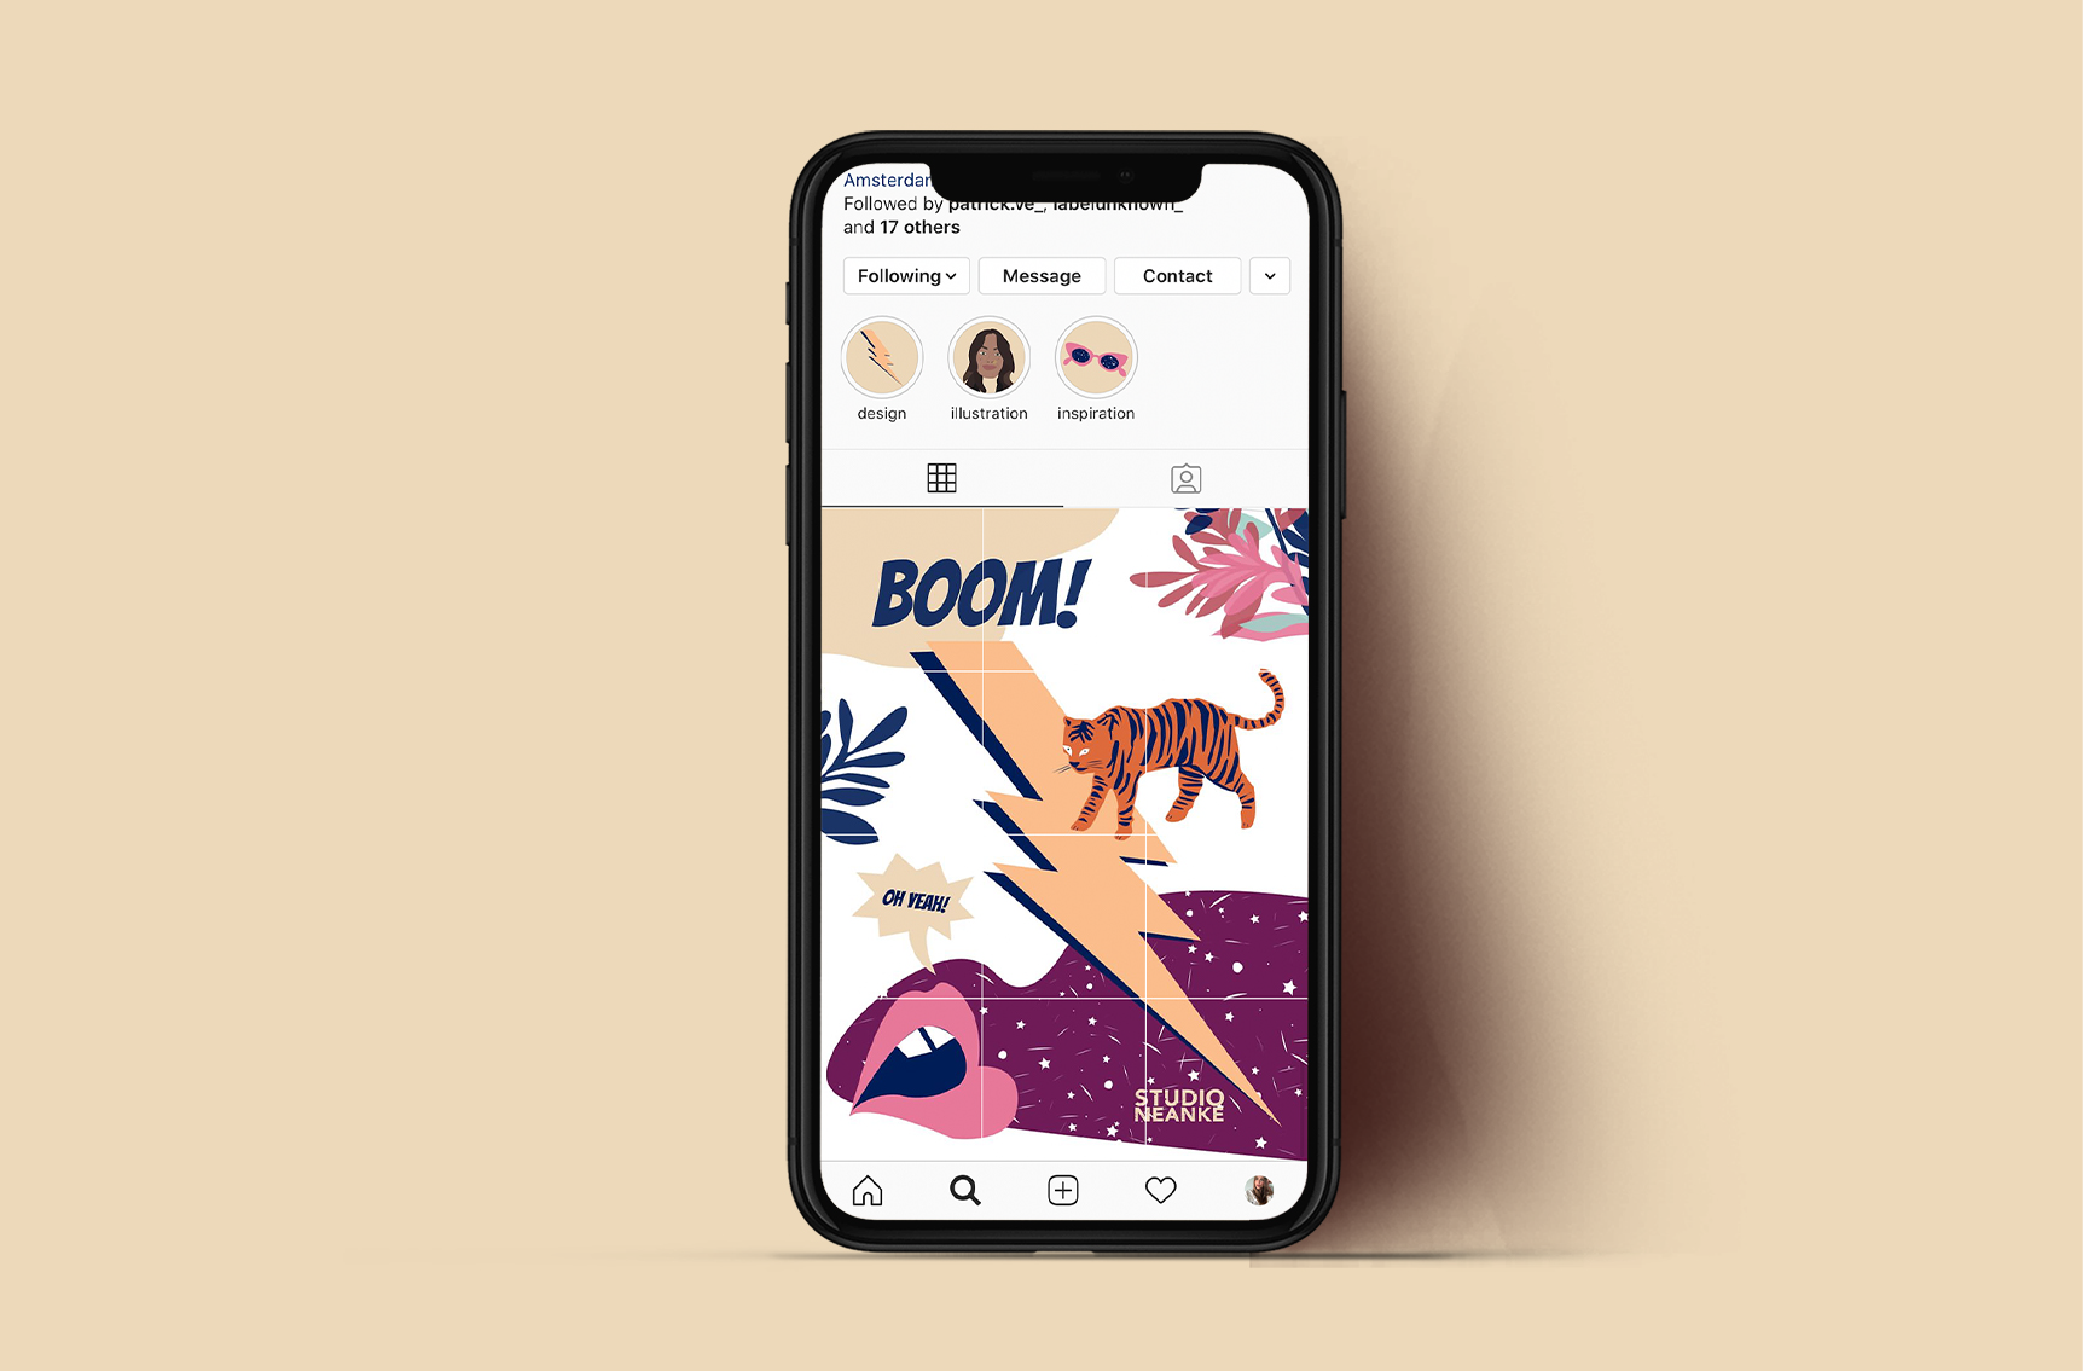 Followed by patrick.ve_, labelunknown_
and 17 others
Following Message Contact
design illustration inspiration
BOOM!
OH YEAH!
STUDIO
NEANKE